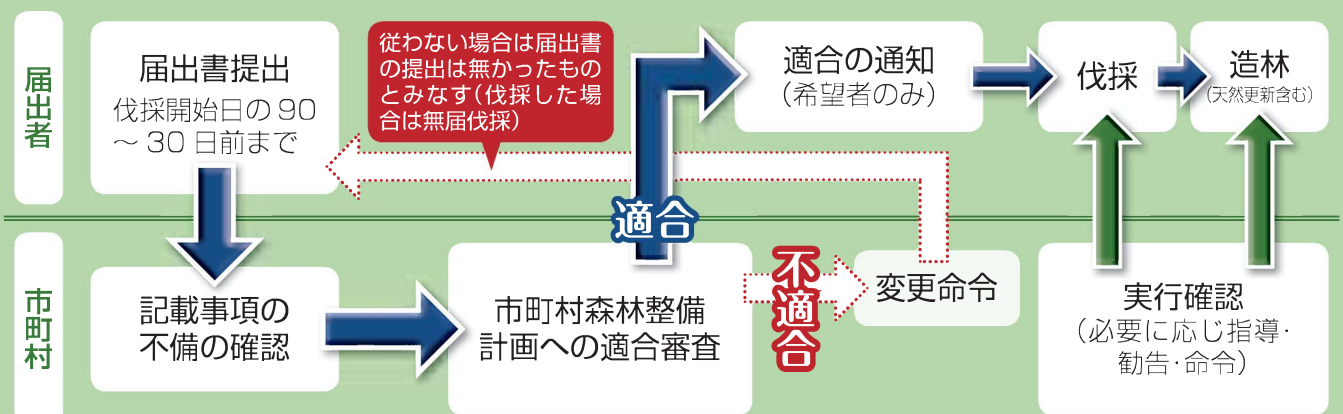 届出者
届出書提出
伐採開始日の90
～30日前まで
従わない場合は届出書
の提出は無かったもの
とみなす（伐採した場
合は無届伐採）
適合の通知
（希望者のみ）
伐採
造林
（天然更新含む）
市町村
記載事項の
不備の確認
市町村森林整備
計画への適合審査
適合
不適合
変更命令
実行確認
（必要に応じ指導・
勧告・命令）